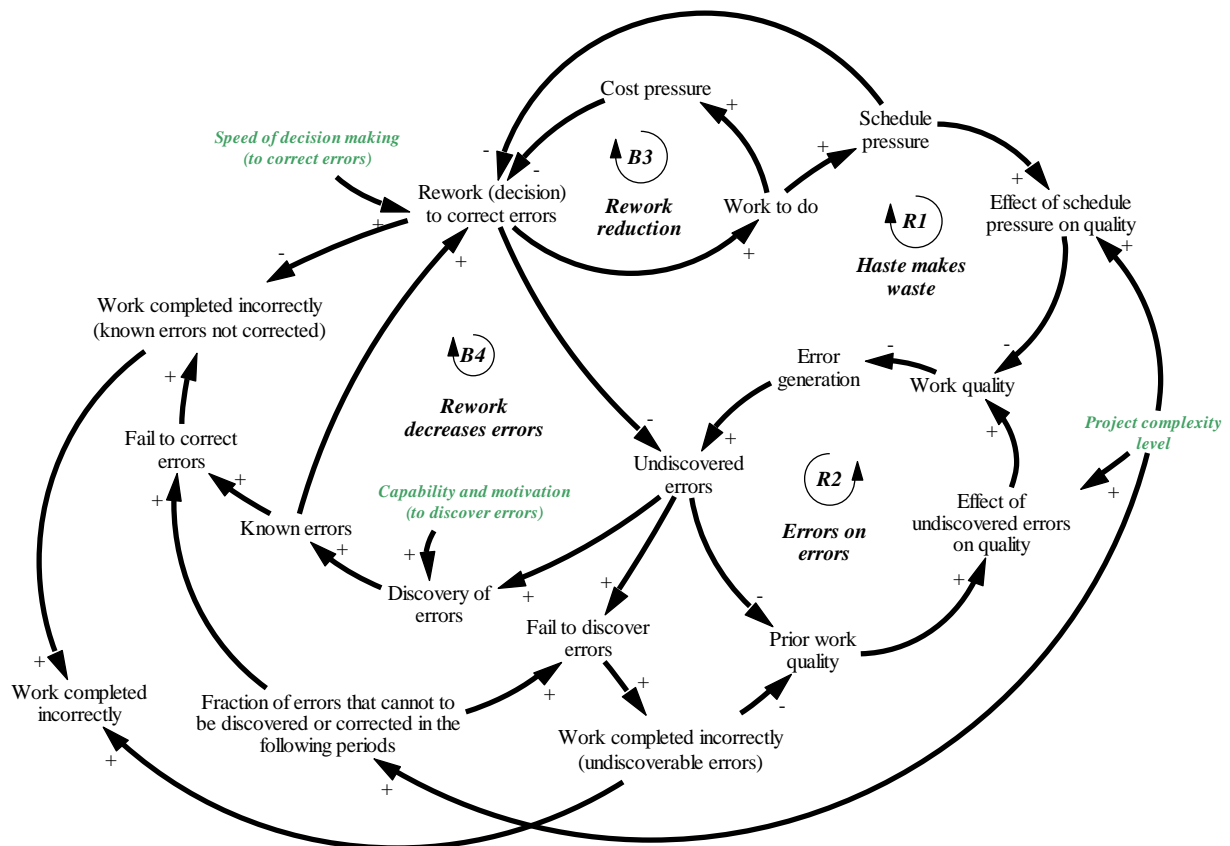 Cost pressure
Schedule
pressure
Speed of decision making
(to correct errors)
B3
Rework
reduction
Rework (decision)
to correct errors
Work to do
R1
Haste makes
waste
Effect of schedule
pressure on quality
Work completed incorrectly
(known errors not corrected)
B4
Rework
decreases errors
Error
generation
Work quality
Fail to correct
errors
Undiscovered
errors
R2
Errors on
errors
Project complexity
level
Capability and motivation
(to discover errors)
Known errors
Effect of
undiscovered errors
on quality
Discovery of
errors
Fail to discover
errors
Prior work
quality
Work completed
incorrectly
Fraction of errors that cannot to
be discovered or corrected in the
following periods
Work completed incorrectly
(undiscoverable errors)